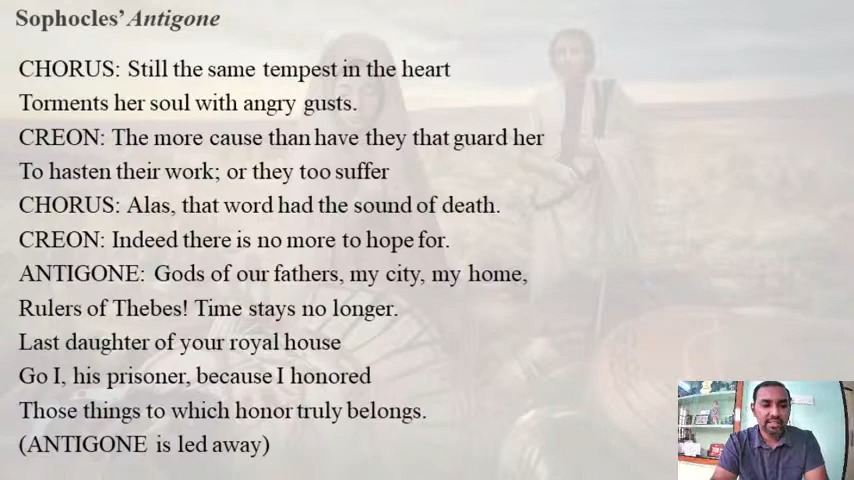 Sophocles’ Antigone
CHORUS: Still the same tempest in the heart
Torments her soul with angry gusts.
CREON: The more cause than have they that guard her
To hasten their work; or they too suffer
CHORUS: Alas, that word had the sound of death.
CREON: Indeed there is no more to hope for.
ANTIGONE: Gods of our fathers, my city, my home,
Rulers of Thebes! Time stays no longer.
Last daughter of your royal house
Go I, his prisoner, because I honored
Those things to which honor truly belongs.
(ANTIGONE is led away)